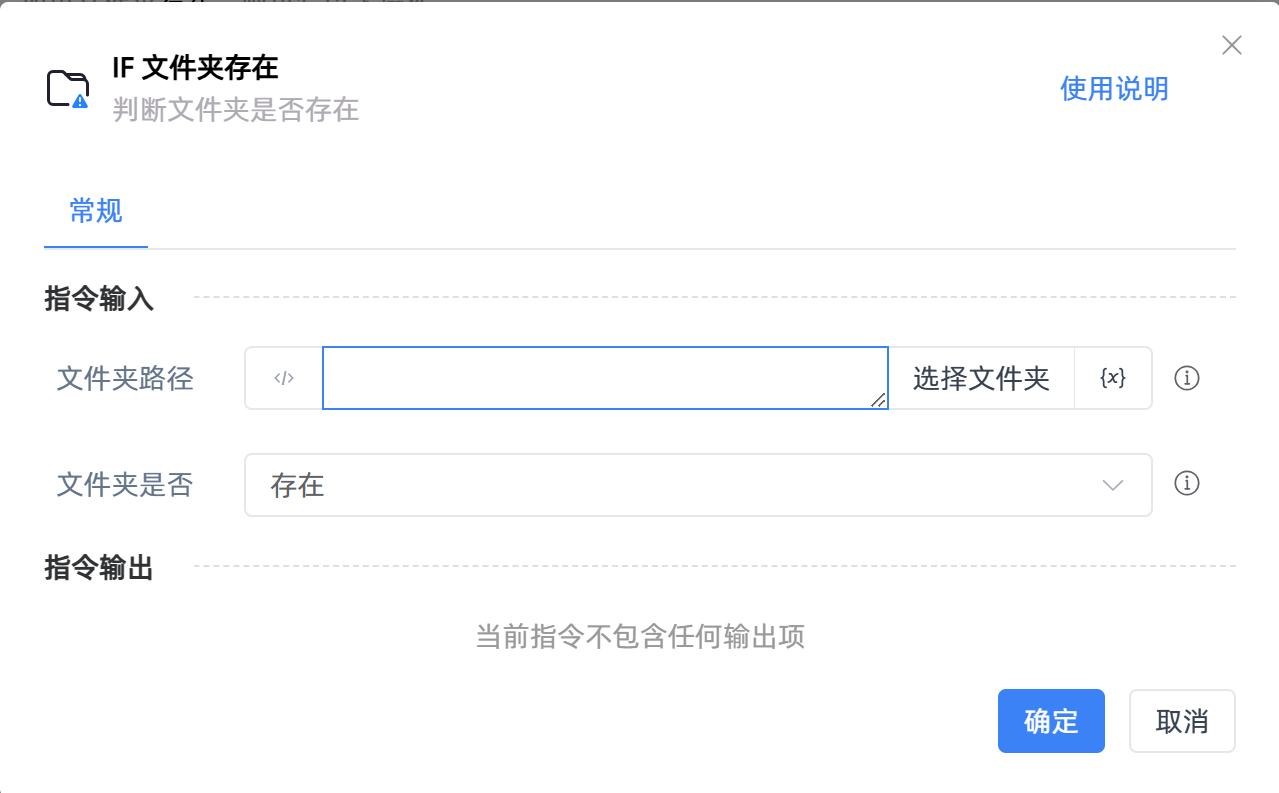 IF 文件夹存在
判断文件夹是否存在
使用说明
常规
指令输入
文件夹路径
</>
选择文件夹
{x}
文件夹是否
存在
指令输出
当前指令不包含任何输出项
确定
取消